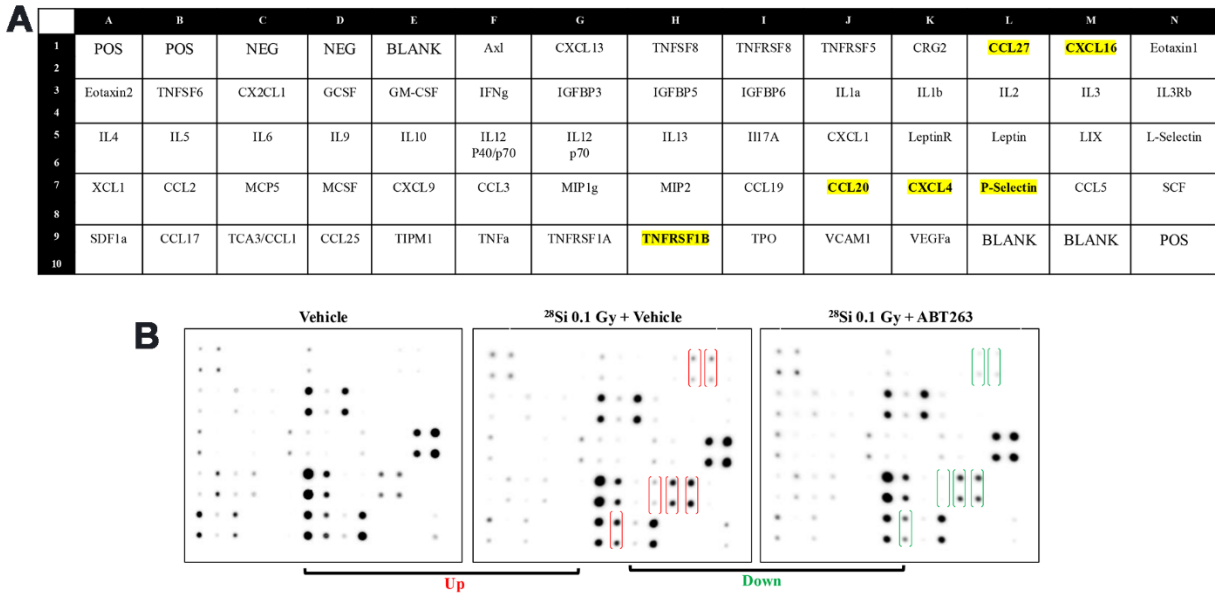 A
A B C D E F G H I J K L M N
1 POS POS NEG NEG BLANK Axl CXCL13 TNFSF8 TNFRSF8 TNFRSF5 CRG2 CCL27 CXCL16 Eotaxin1
2
3 Eotaxin2 TNFSF6 CX2CL1 GCSF GM-CSF IFNg IGFBP3 IGFBP5 IGFBP6 IL1a IL1b IL2 IL3 IL3Rb
4
5 IL4 IL5 IL6 IL9 IL10 IL12 IL12 IL13 Il17A CXCL1 LeptinR Leptin LIX L-Selectin
6 P40/p70 p70
7 XCL1 CCL2 MCP5 MCSF CXCL9 CCL3 MIP1g MIP2 CCL19 CCL20 CXCL4 P-Selectin CCL5 SCF
8
9 SDF1a CCL17 TCA3/CCL1 CCL25 TIPM1 TNFa TNFRSF1A TNFRSF1B TPO VCAM1 VEGFa BLANK BLANK POS
10
B
Vehicle ²⁸Si 0.1 Gy + Vehicle ²⁸Si 0.1 Gy + ABT263
Up Down